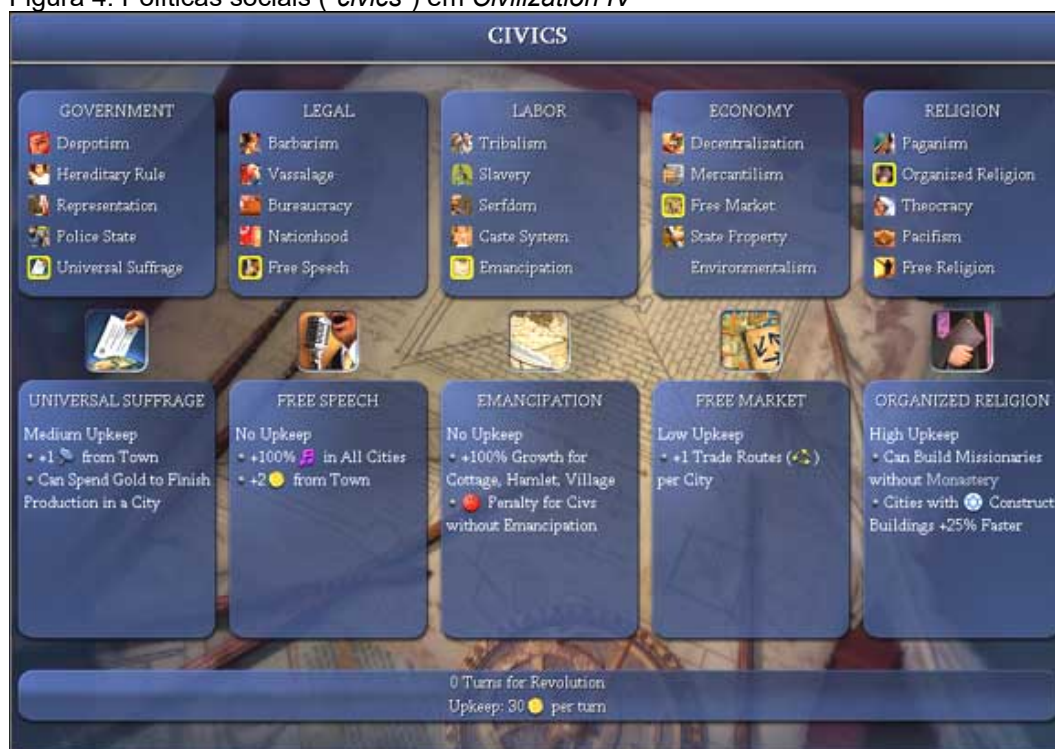 Figura 4: Políticas sociais ("civics") em Civilization IV
CIVICS
GOVERNMENT
Despotism
Hereditary Rule
Representation
Police State
Universal Suffrage
LEGAL
Barbarism
Vassalage
Bureaucracy
Nationhood
Free Speech
LABOR
Tribalism
Slavery
Serfdom
Caste System
Emancipation
ECONOMY
Decentralization
Mercantilism
Free Market
State Property
Environmentalism
RELIGION
Paganism
Organized Religion
Theocracy
Pacifism
Free Religion
UNIVERSAL SUFFRAGE
Medium Upkeep
• +1 from Town
• Can Spend Gold to Finish
Production in a City
FREE SPEECH
No Upkeep
• +100% in All Cities
• +2 from Town
EMANCIPATION
No Upkeep
• +100% Growth for
Cottage, Hamlet, Village
• Penalty for Civs
without Emancipation
FREE MARKET
Low Upkeep
• +1 Trade Routes ( )
per City
ORGANIZED RELIGION
High Upkeep
• Can Build Missionaries
without Monastery
• Cities with Construct
Buildings +25% Faster
0 Turns for Revolution
Upkeep: 30 per turn